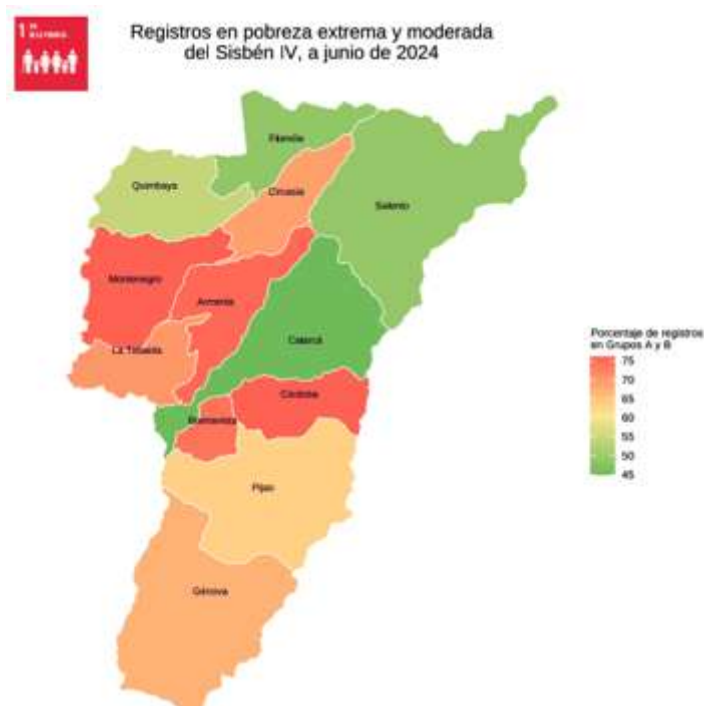 1
Registros en pobreza extrema y moderada
del Sisbén IV, a junio de 2024
Filandia
Quimbaya
Circasia
Salento
Montenegro
Armenia
La Tebaida
Calarcá
Buenavista
Córdoba
Pijao
Génova
Porcentaje de registros
en Grupos A y B
75
70
65
60
55
50
45